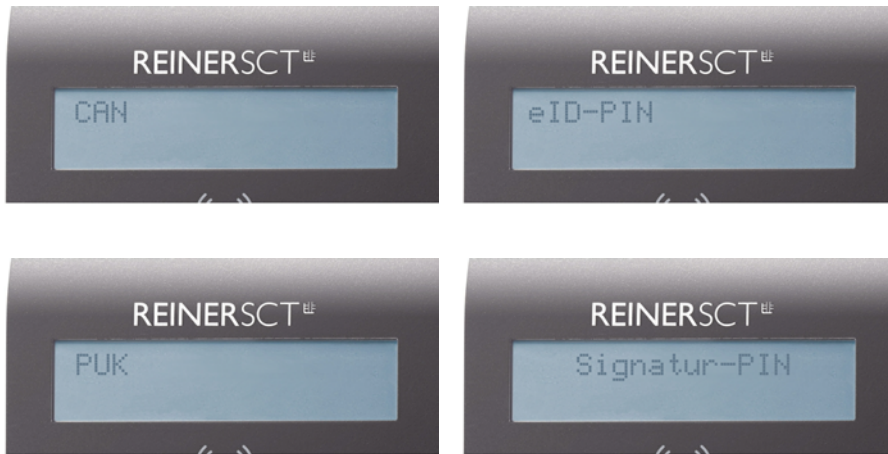 REINERSCT
CAN
REINERSCT
eID-PIN
REINERSCT
PUK
REINERSCT
Signatur-PIN